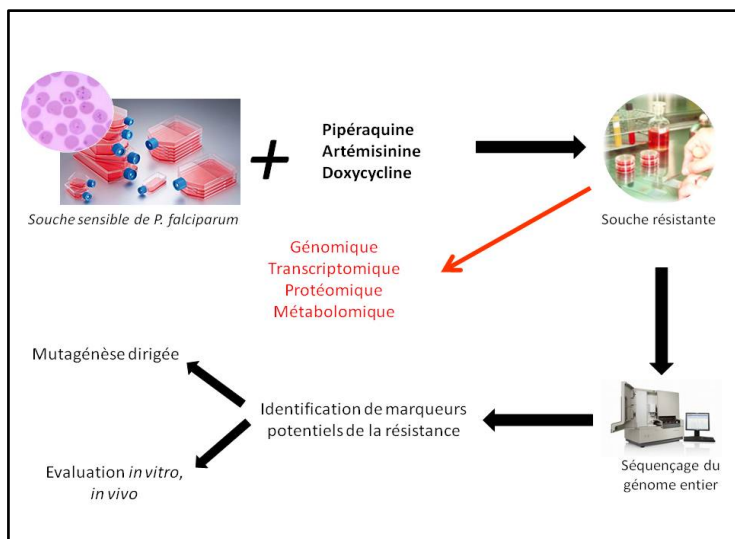 Pipéraquine
Artémisinine
Doxycycline
+
Souche sensible de P. falciparum
Souche résistante
Génomique
Transcriptomique
Protéomique
Métabolomique
Mutagénèse dirigée
Identification de marqueurs
potentiels de la résistance
Séquençage du
génome entier
Evaluation in vitro,
in vivo